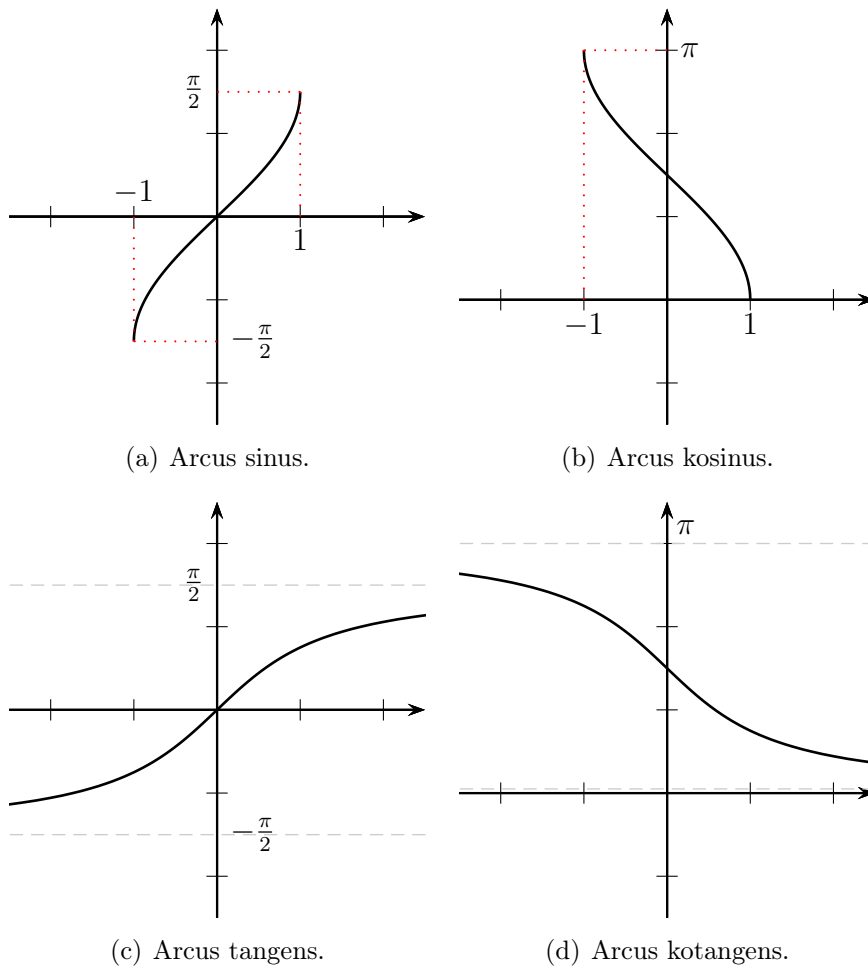 π/2
−1
1
−π/2
(a) Arcus sinus.
π
−1
1
(b) Arcus kosinus.
π/2
−π/2
(c) Arcus tangens.
π
(d) Arcus kotangens.